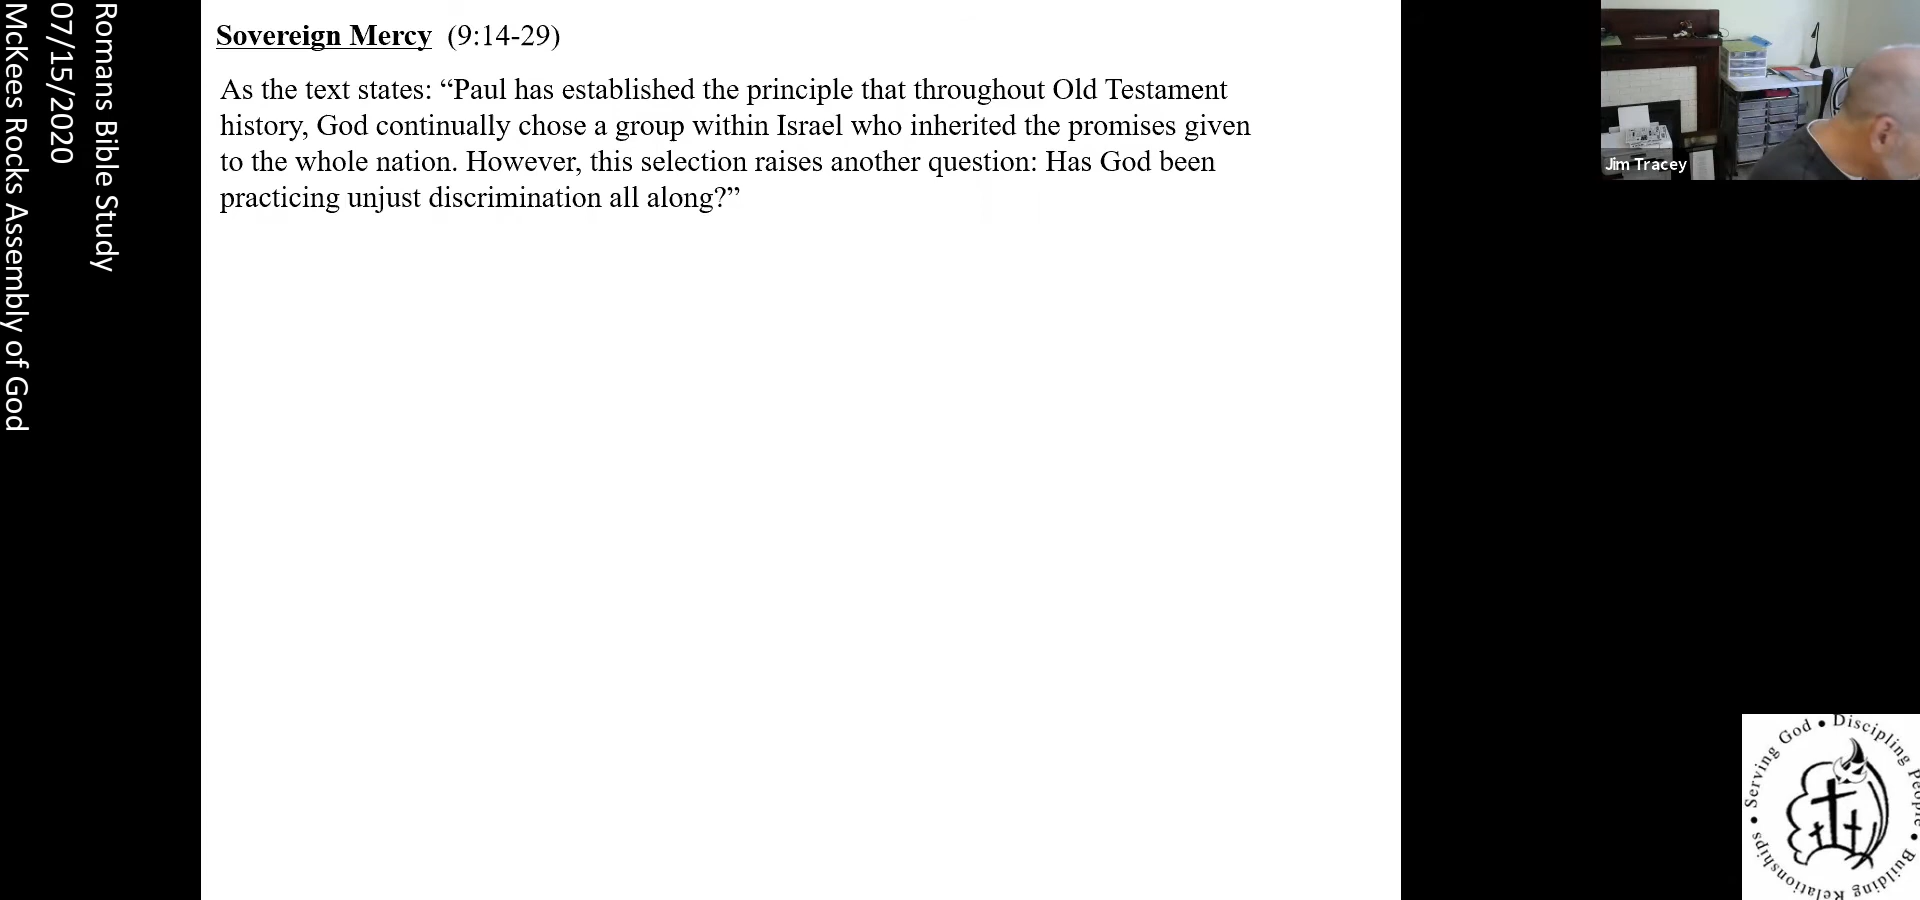 Romans Bible Study
07/15/2020
McKees Rocks Assembly of God
Sovereign Mercy (9:14-29)
As the text states: “Paul has established the principle that throughout Old Testament
history, God continually chose a group within Israel who inherited the promises given
to the whole nation. However, this selection raises another question: Has God been
practicing unjust discrimination all along?”
Jim Tracey
Serving God • Discipling People • Building Relationships •